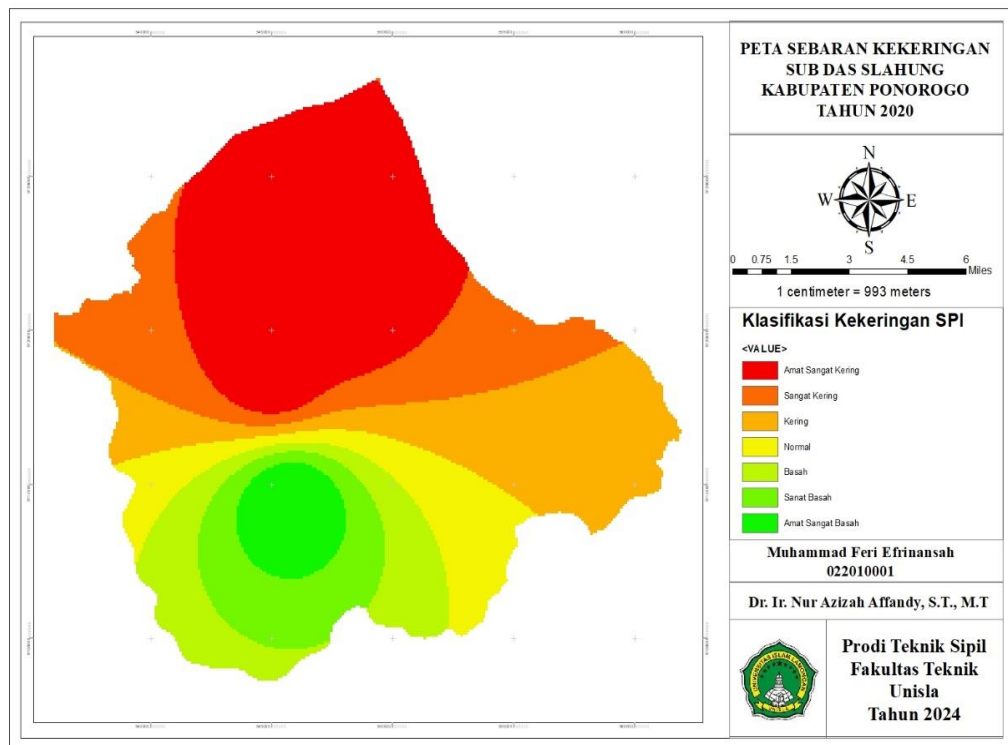 PETA SEBARAN KEKERINGAN
SUB DAS SLAHUNG
KABUPATEN PONOROGO
TAHUN 2020
N
W E
S
0 0.75 1.5 3 4.5 6
Miles
1 centimeter = 993 meters
Klasifikasi Kekeringan SPI
<VALUE>
Amat Sangat Kering
Sangat Kering
Kering
Normal
Basah
Sanat Basah
Amat Sangat Basah
Muhammad Feri Efrinansah
022010001
Dr. Ir. Nur Azizah Affandy, S.T., M.T
UNIVERSITAS ISLAM LAMONGAN
Prodi Teknik Sipil
Fakultas Teknik
Unisla
Tahun 2024